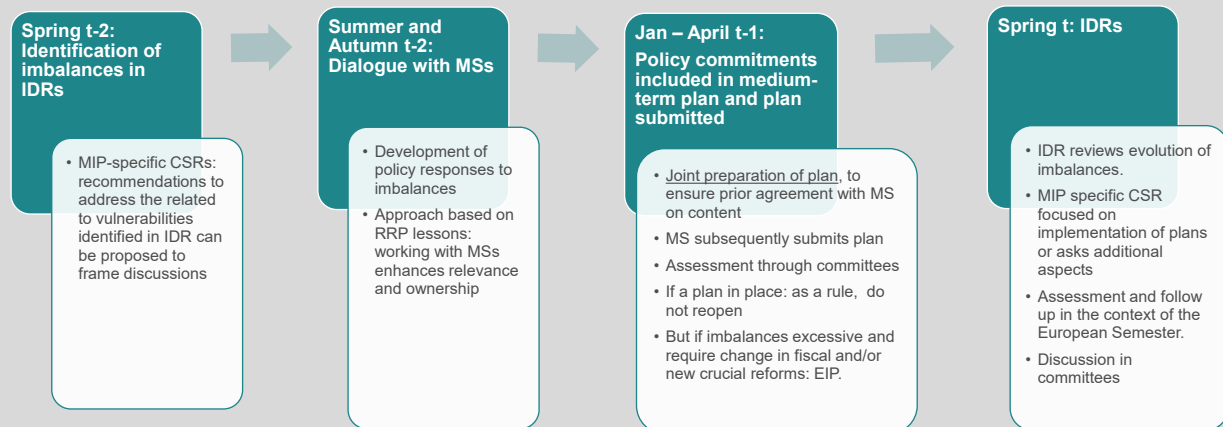 Spring t-2:
Identification of
imbalances in
IDRs
• MIP-specific CSRs:
recommendations to
address the related
to vulnerabilities
identified in IDR can
be proposed to
frame discussions
Summer and
Autumn t-2:
Dialogue with MSs
• Development of
policy responses to
imbalances
• Approach based on
RRP lessons:
working with MSs
enhances relevance
and ownership
Jan – April t-1:
Policy commitments
included in medium-
term plan and plan
submitted
• Joint preparation of plan, to
ensure prior agreement with MS
on content
• MS subsequently submits plan
• Assessment through committees
• If a plan in place: as a rule, do
not reopen
• But if imbalances excessive and
require change in fiscal and/or
new crucial reforms: EIP.
Spring t: IDRs
• IDR reviews evolution of
imbalances.
• MIP specific CSR
focused on
implementation of plans
or asks additional
aspects
• Assessment and follow
up in the context of the
European Semester.
• Discussion in
committees